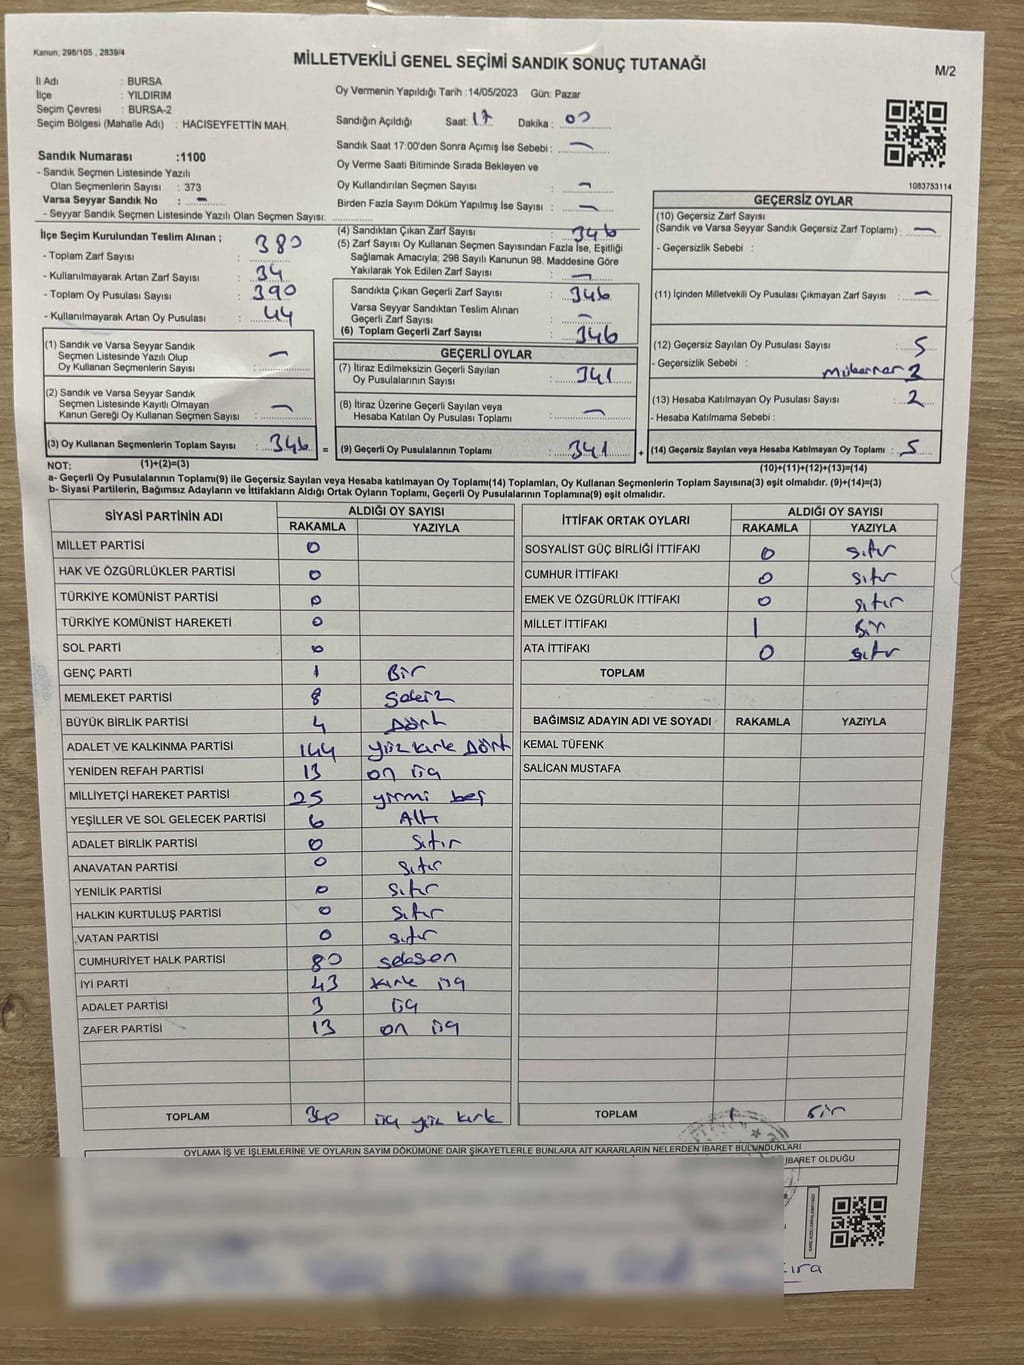 Kanun; 298/105 , 2839/4
MİLLETVEKİLİ GENEL SEÇİMİ SANDIK SONUÇ TUTANAĞI
M/2
İl Adı : BURSA
İlçe : YILDIRIM
Seçim Çevresi : BURSA-2
Seçim Bölgesi (Mahalle Adı) : HACISEYFETTİN MAH.
Sandık Numarası :1100
- Sandık Seçmen Listesinde Yazılı
Olan Seçmenlerin Sayısı : 373
Varsa Seyyar Sandık No : –
- Seyyar Sandık Seçmen Listesinde Yazılı Olan Seçmen Sayısı:
Oy Vermenin Yapıldığı Tarih :14/05/2023 Gün: Pazar
Sandığın Açıldığı Saat: 17 Dakika : 00
Sandık Saat 17:00'den Sonra Açımış İse Sebebi : –
Oy Verme Saati Bitiminde Sırada Bekleyen ve
Oy Kullandırılan Seçmen Sayısı : –
Birden Fazla Sayım Döküm Yapılmış İse Sayısı : –
1083753114
İlçe Seçim Kurulundan Teslim Alınan ;
- Toplam Zarf Sayısı : 380
- Kullanılmayarak Artan Zarf Sayısı : 34
- Toplam Oy Pusulası Sayısı : 390
- Kullanılmayarak Artan Oy Pusulası : 44
(1) Sandık ve Varsa Seyyar Sandık
Seçmen Listesinde Yazılı Olup
Oy Kullanan Seçmenlerin Sayısı : –
(2) Sandık ve Varsa Seyyar Sandık
Seçmen Listesinde Kayıtlı Olmayan
Kanun Gereği Oy Kullanan Seçmen Sayısı : –
(3) Oy Kullanan Seçmenlerin Toplam Sayısı : 346 =
(4) Sandıktan Çıkan Zarf Sayısı : 346
(5) Zarf Sayısı Oy Kullanan Seçmen Sayısından Fazla İse, Eşitliği
Sağlamak Amacıyla; 298 Sayılı Kanunun 98. Maddesine Göre
Yakılarak Yok Edilen Zarf Sayısı : –
Sandıkta Çıkan Geçerli Zarf Sayısı : 346
Varsa Seyyar Sandıktan Teslim Alınan
Geçerli Zarf Sayısı : –
(6) Toplam Geçerli Zarf Sayısı : 346
GEÇERLİ OYLAR
(7) İtiraz Edilmeksizin Geçerli Sayılan
Oy Pusulalarının Sayısı : 341
(8) İtiraz Üzerine Geçerli Sayılan veya
Hesaba Katılan Oy Pusulası Toplamı : –
(9) Geçerli Oy Pusulalarının Toplamı : 341 +
GEÇERSİZ OYLAR
(10) Geçersiz Zarf Sayısı
(Sandık ve Varsa Seyyar Sandık Geçersiz Zarf Toplamı) : –
- Geçersizlik Sebebi :
(11) İçinden Milletvekili Oy Pusulası Çıkmayan Zarf Sayısı : –
(12) Geçersiz Sayılan Oy Pusulası Sayısı : 5
- Geçersizlik Sebebi : 3
(13) Hesaba Katılmayan Oy Pusulası Sayısı : 2
- Hesaba Katılmama Sebebi :
(14) Geçersiz Sayılan veya Hesaba Katılmayan Oy Toplamı : 5
NOT: (1)+(2)=(3)
(10)+(11)+(12)+(13)=(14)
a- Geçerli Oy Pusulalarının Toplamı(9) ile Geçersiz Sayılan veya Hesaba katılmayan Oy Toplamı(14) Toplamları, Oy Kullanan Seçmenlerin Toplam Sayısına(3) eşit olmalıdır. (9)+(14)=(3)
b- Siyasi Partilerin, Bağımsız Adayların ve İttifakların Aldığı Ortak Oyların Toplamı, Geçerli Oy Pusulalarının Toplamına(9) eşit olmalıdır.
SİYASİ PARTİNİN ADI ALDIĞI OY SAYISI
RAKAMLA YAZIYLA
MİLLET PARTİSİ 0
HAK VE ÖZGÜRLÜKLER PARTİSİ 0
TÜRKİYE KOMÜNİST PARTİSİ 0
TÜRKİYE KOMÜNİST HAREKETİ 0
SOL PARTİ 0
GENÇ PARTİ 1 Bir
MEMLEKET PARTİSİ 8 Sekiz
BÜYÜK BİRLİK PARTİSİ 4 Dört
ADALET VE KALKINMA PARTİSİ 144 yüz kırk Dört
YENİDEN REFAH PARTİSİ 13 on üç
MİLLİYETÇİ HAREKET PARTİSİ 25 yirmi beş
YEŞİLLER VE SOL GELECEK PARTİSİ 6 Altı
ADALET BİRLİK PARTİSİ 0 Sıfır
ANAVATAN PARTİSİ 0 Sıfır
YENİLİK PARTİSİ 0 Sıfır
HALKIN KURTULUŞ PARTİSİ 0 Sıfır
VATAN PARTİSİ 0 sıfır
CUMHURİYET HALK PARTİSİ 80 seksen
İYİ PARTİ 43 kırk üç
ADALET PARTİSİ 3 üç
ZAFER PARTİSİ 13 on üç
TOPLAM 340 üç yüz kırk
İTTİFAK ORTAK OYLARI ALDIĞI OY SAYISI
RAKAMLA YAZIYLA
SOSYALİST GÜÇ BİRLİĞİ İTTİFAKI 0 sıfır
CUMHUR İTTİFAKI 0 sıfır
EMEK VE ÖZGÜRLÜK İTTİFAKI 0 sıfır
MİLLET İTTİFAKI 1 Bir
ATA İTTİFAKI 0 sıfır
TOPLAM
BAĞIMSIZ ADAYIN ADI VE SOYADI RAKAMLA YAZIYLA
KEMAL TÜFENK
SALİCAN MUSTAFA
TOPLAM 1 Bir
OYLAMA İŞ VE İŞLEMLERİNE VE OYLARIN SAYIM DÖKÜMÜNE DAİR ŞİKAYETLERLE BUNLARA AİT KARARLARIN NELERDEN İBARET BULUNDUKLARI
İBARET OLDUĞU